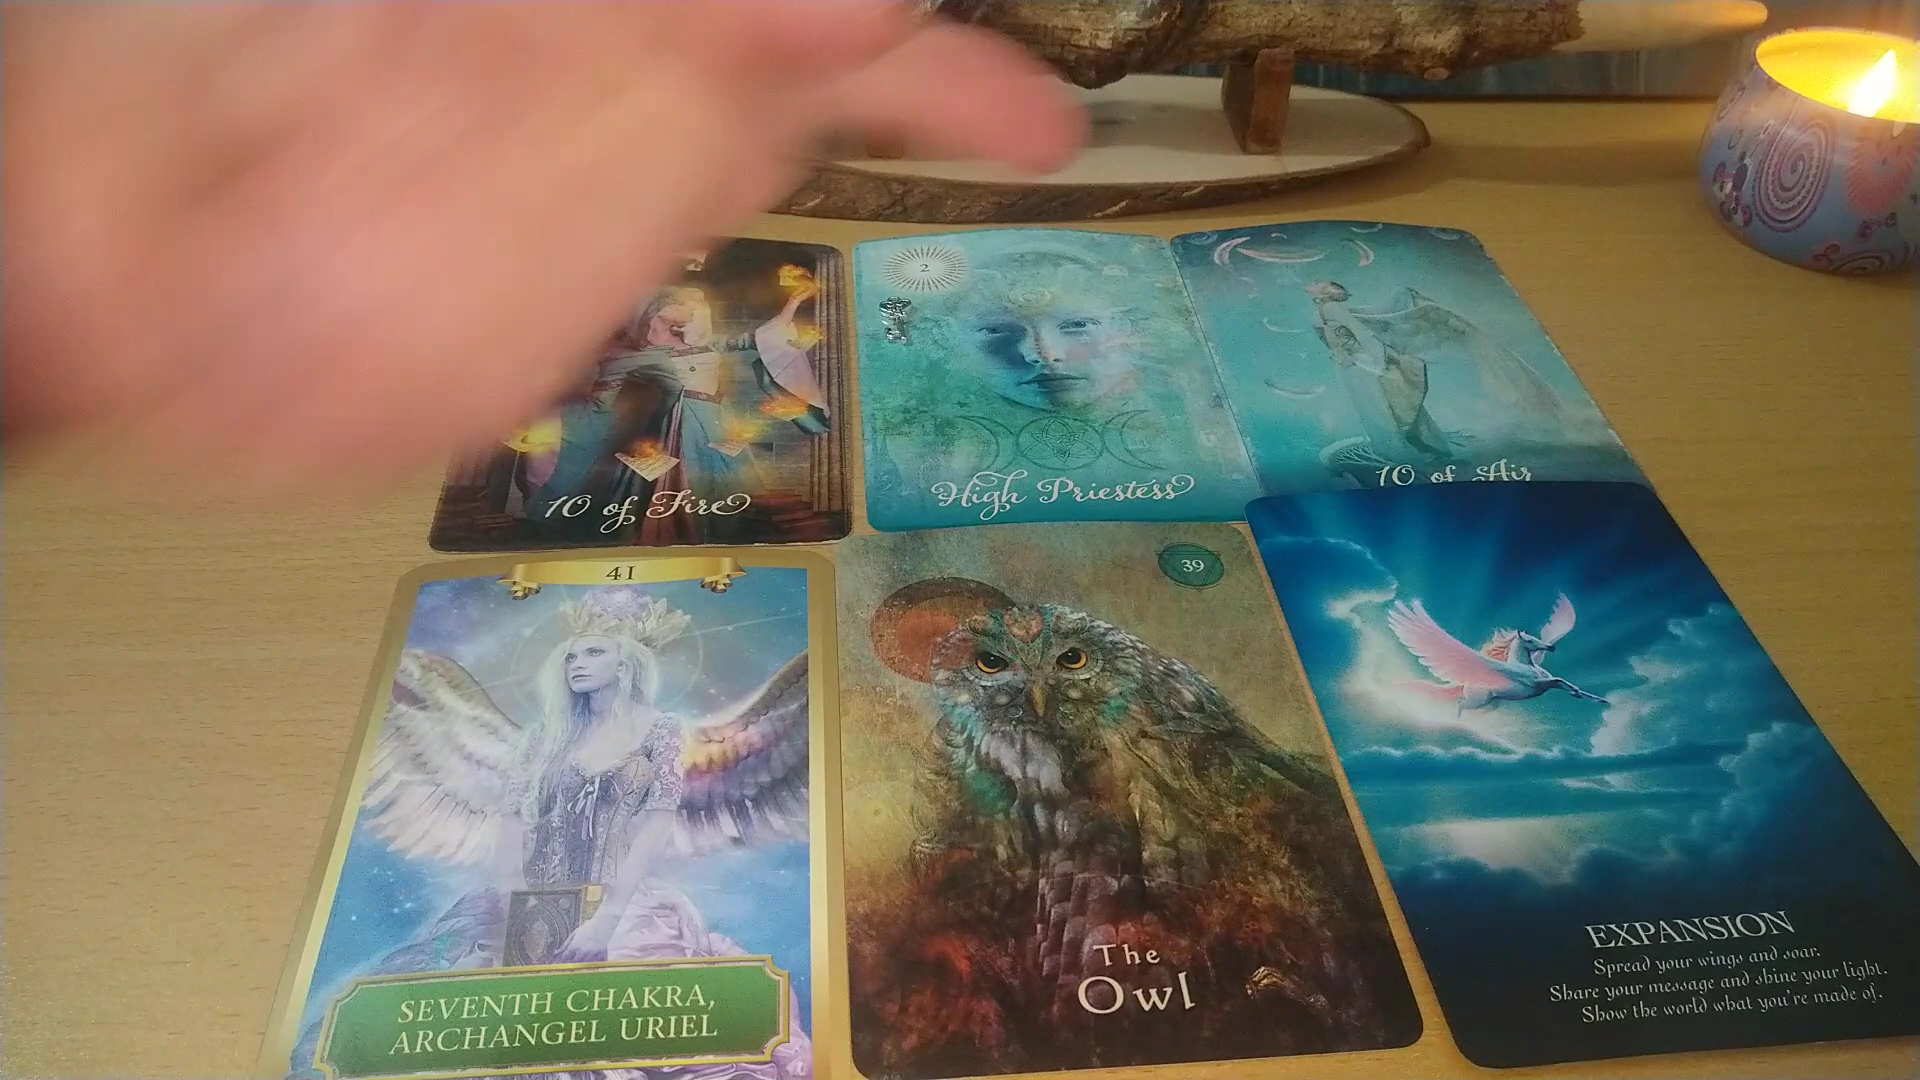 10 of Fire
2
High Priestess
10 of Air
41
SEVENTH CHAKRA,
ARCHANGEL URIEL
39
The
Owl
EXPANSION
Spread your wings and soar.
Share your message and shine your light.
Show the world what you're made of.